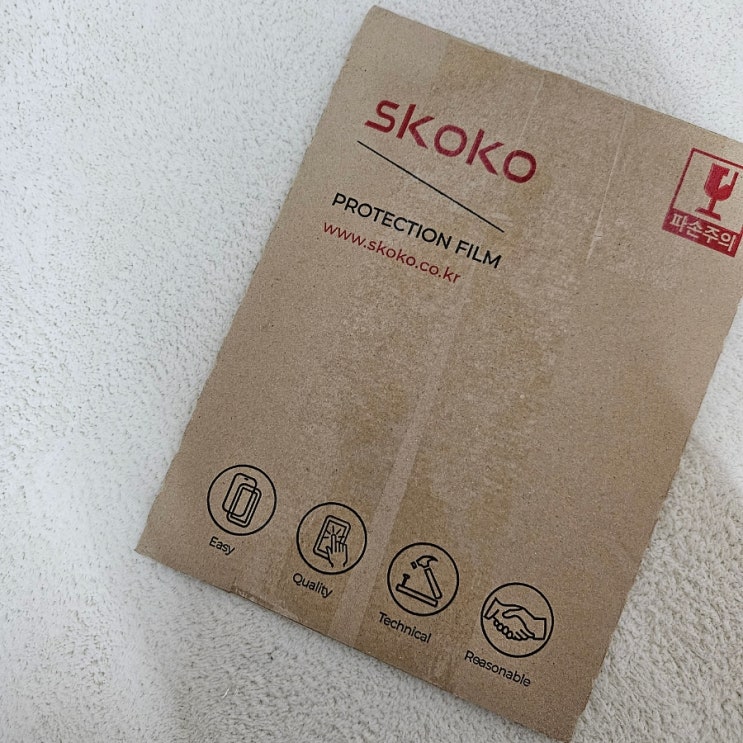 SKOKO
PROTECTION FILM
www.skoko.co.kr
파손주의
Easy
Quality
Technical
Reasonable